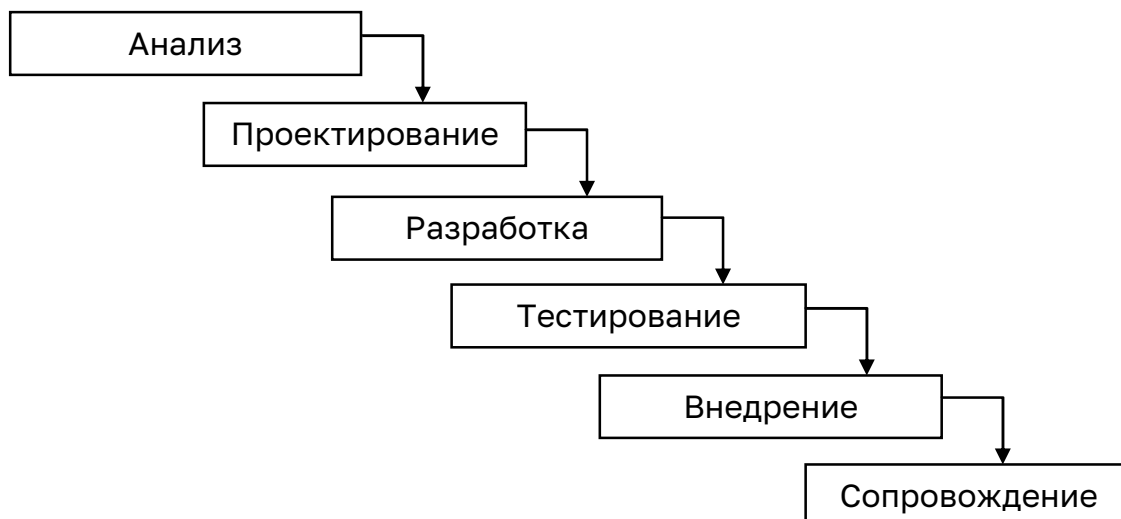 Анализ
Проектирование
Разработка
Тестирование
Внедрение
Сопровождение